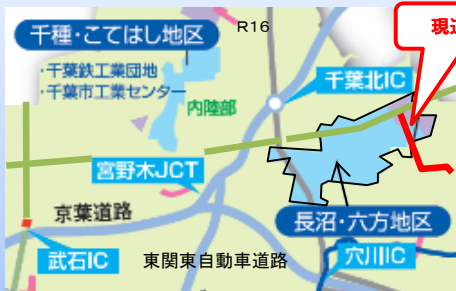 千種・こてはし地区
R16
現
・千葉鉄工業団地
・千葉市工業センター
千葉北IC
内陸部
宮野木JCT
京葉道路
長沼・六方地区
武石IC
東関東自動車道路
穴川IC